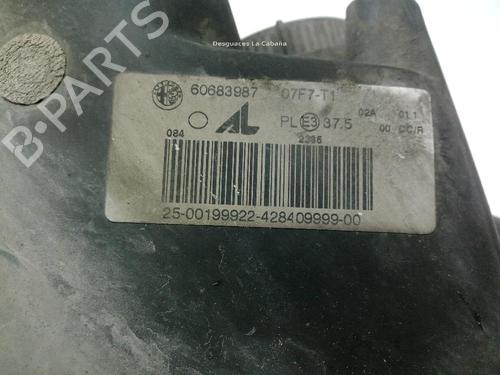 Desguaces La Cabaña
60683987 07F7-T1
AL PL E3 37.5 02A 01.1
00 DC/R
084 2386
25-00199922-428409999-00
B-PARTS